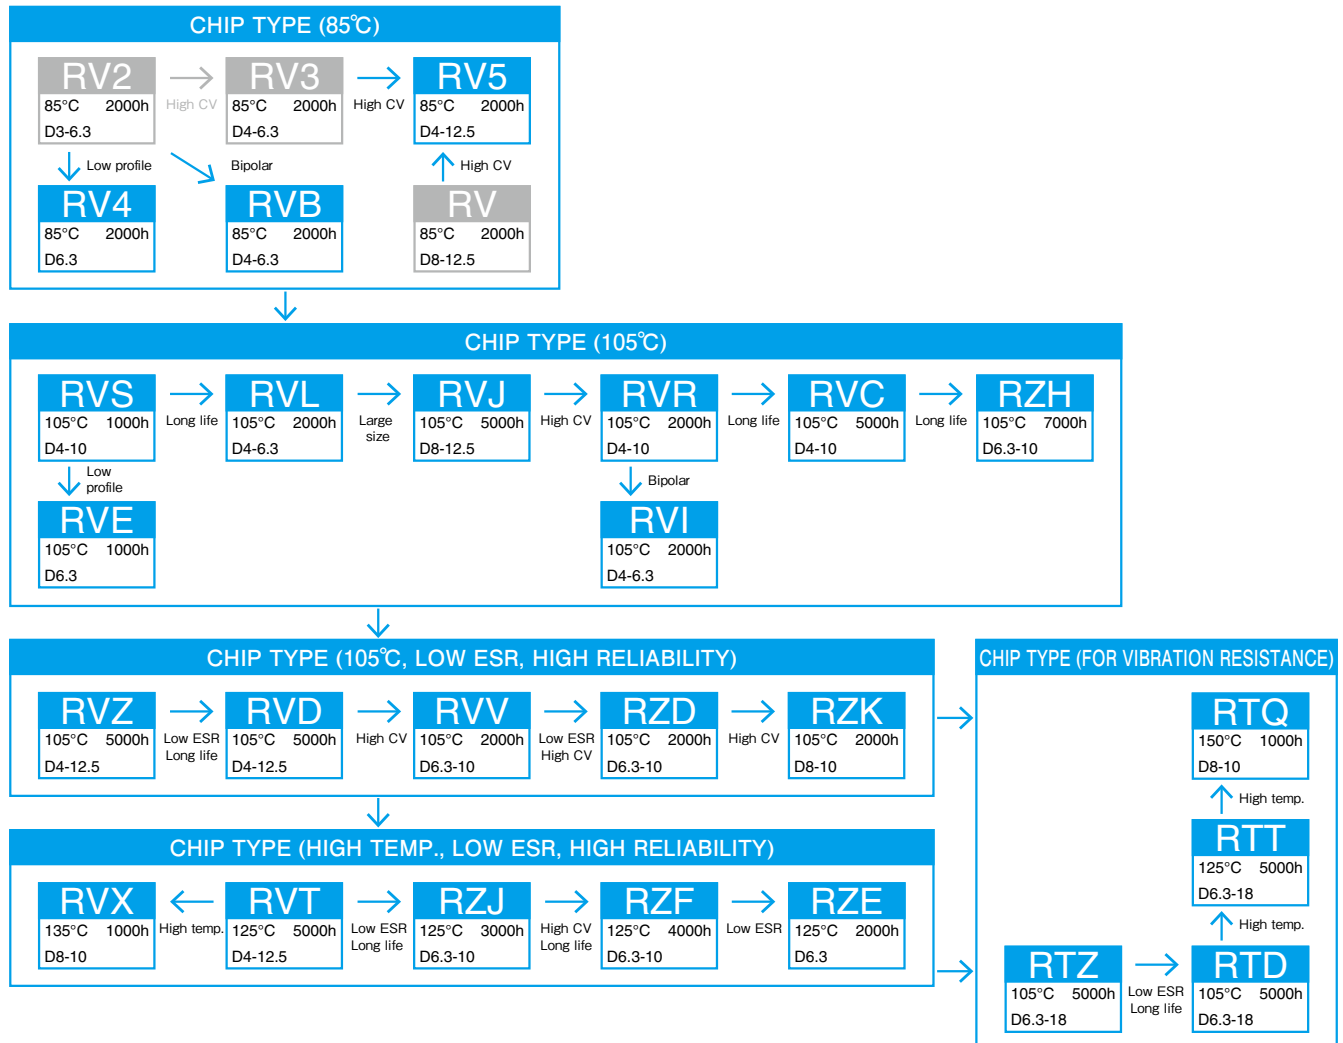 CHIP TYPE (85℃)
RV2
85°C 2000h
D3-6.3
High CV
RV3
85°C 2000h
D4-6.3
High CV
RV5
85°C 2000h
D4-12.5
Low profile
Bipolar
High CV
RV4
85°C 2000h
D6.3
RVB
85°C 2000h
D4-6.3
RV
85°C 2000h
D8-12.5
CHIP TYPE (105℃)
RVS
105°C 1000h
D4-10
Long life
RVL
105°C 2000h
D4-6.3
Large
size
RVJ
105°C 5000h
D8-12.5
High CV
RVR
105°C 2000h
D4-10
Long life
RVC
105°C 5000h
D4-10
Long life
RZH
105°C 7000h
D6.3-10
Low
profile
Bipolar
RVE
105°C 1000h
D6.3
RVI
105°C 2000h
D4-6.3
CHIP TYPE (105℃, LOW ESR, HIGH RELIABILITY)
RVZ
105°C 5000h
D4-12.5
Low ESR
Long life
RVD
105°C 5000h
D4-12.5
High CV
RVV
105°C 2000h
D6.3-10
Low ESR
High CV
RZD
105°C 2000h
D6.3-10
High CV
RZK
105°C 2000h
D8-10
CHIP TYPE (HIGH TEMP., LOW ESR, HIGH RELIABILITY)
RVX
135°C 1000h
D8-10
High temp.
RVT
125°C 5000h
D4-12.5
Low ESR
Long life
RZJ
125°C 3000h
D6.3-10
High CV
Long life
RZF
125°C 4000h
D6.3-10
Low ESR
RZE
125°C 2000h
D6.3
CHIP TYPE (FOR VIBRATION RESISTANCE)
RTQ
150°C 1000h
D8-10
High temp.
RTT
125°C 5000h
D6.3-18
High temp.
RTZ
105°C 5000h
D6.3-18
Low ESR
Long life
RTD
105°C 5000h
D6.3-18